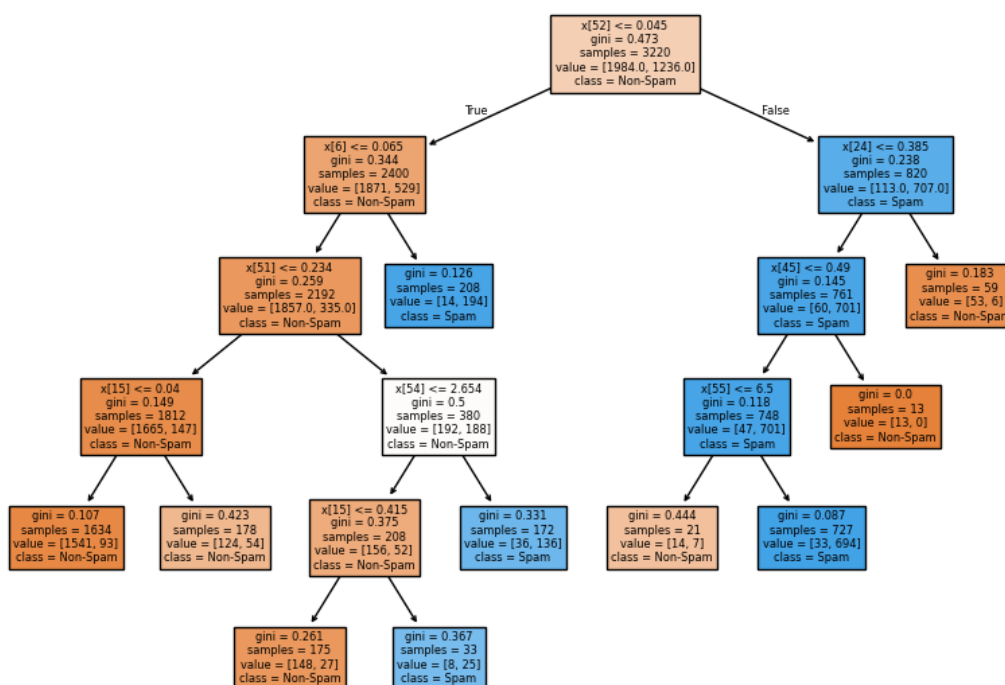 x[52] <= 0.045
gini = 0.473
samples = 3220
value = [1984.0, 1236.0]
class = Non-Spam
True
False
x[6] <= 0.065
gini = 0.344
samples = 2400
value = [1871, 529]
class = Non-Spam
x[24] <= 0.385
gini = 0.238
samples = 820
value = [113.0, 707.0]
class = Spam
x[51] <= 0.234
gini = 0.259
samples = 2192
value = [1857.0, 335.0]
class = Non-Spam
gini = 0.126
samples = 208
value = [14, 194]
class = Spam
x[45] <= 0.49
gini = 0.145
samples = 761
value = [60, 701]
class = Spam
gini = 0.183
samples = 59
value = [53, 6]
class = Non-Spam
x[15] <= 0.04
gini = 0.149
samples = 1812
value = [1665, 147]
class = Non-Spam
x[54] <= 2.654
gini = 0.5
samples = 380
value = [192, 188]
class = Non-Spam
x[55] <= 6.5
gini = 0.118
samples = 748
value = [47, 701]
class = Spam
gini = 0.0
samples = 13
value = [13, 0]
class = Non-Spam
gini = 0.107
samples = 1634
value = [1541, 93]
class = Non-Spam
gini = 0.423
samples = 178
value = [124, 54]
class = Non-Spam
x[15] <= 0.415
gini = 0.375
samples = 208
value = [156, 52]
class = Non-Spam
gini = 0.331
samples = 172
value = [36, 136]
class = Spam
gini = 0.444
samples = 21
value = [14, 7]
class = Non-Spam
gini = 0.087
samples = 727
value = [33, 694]
class = Spam
gini = 0.261
samples = 175
value = [148, 27]
class = Non-Spam
gini = 0.367
samples = 33
value = [8, 25]
class = Spam